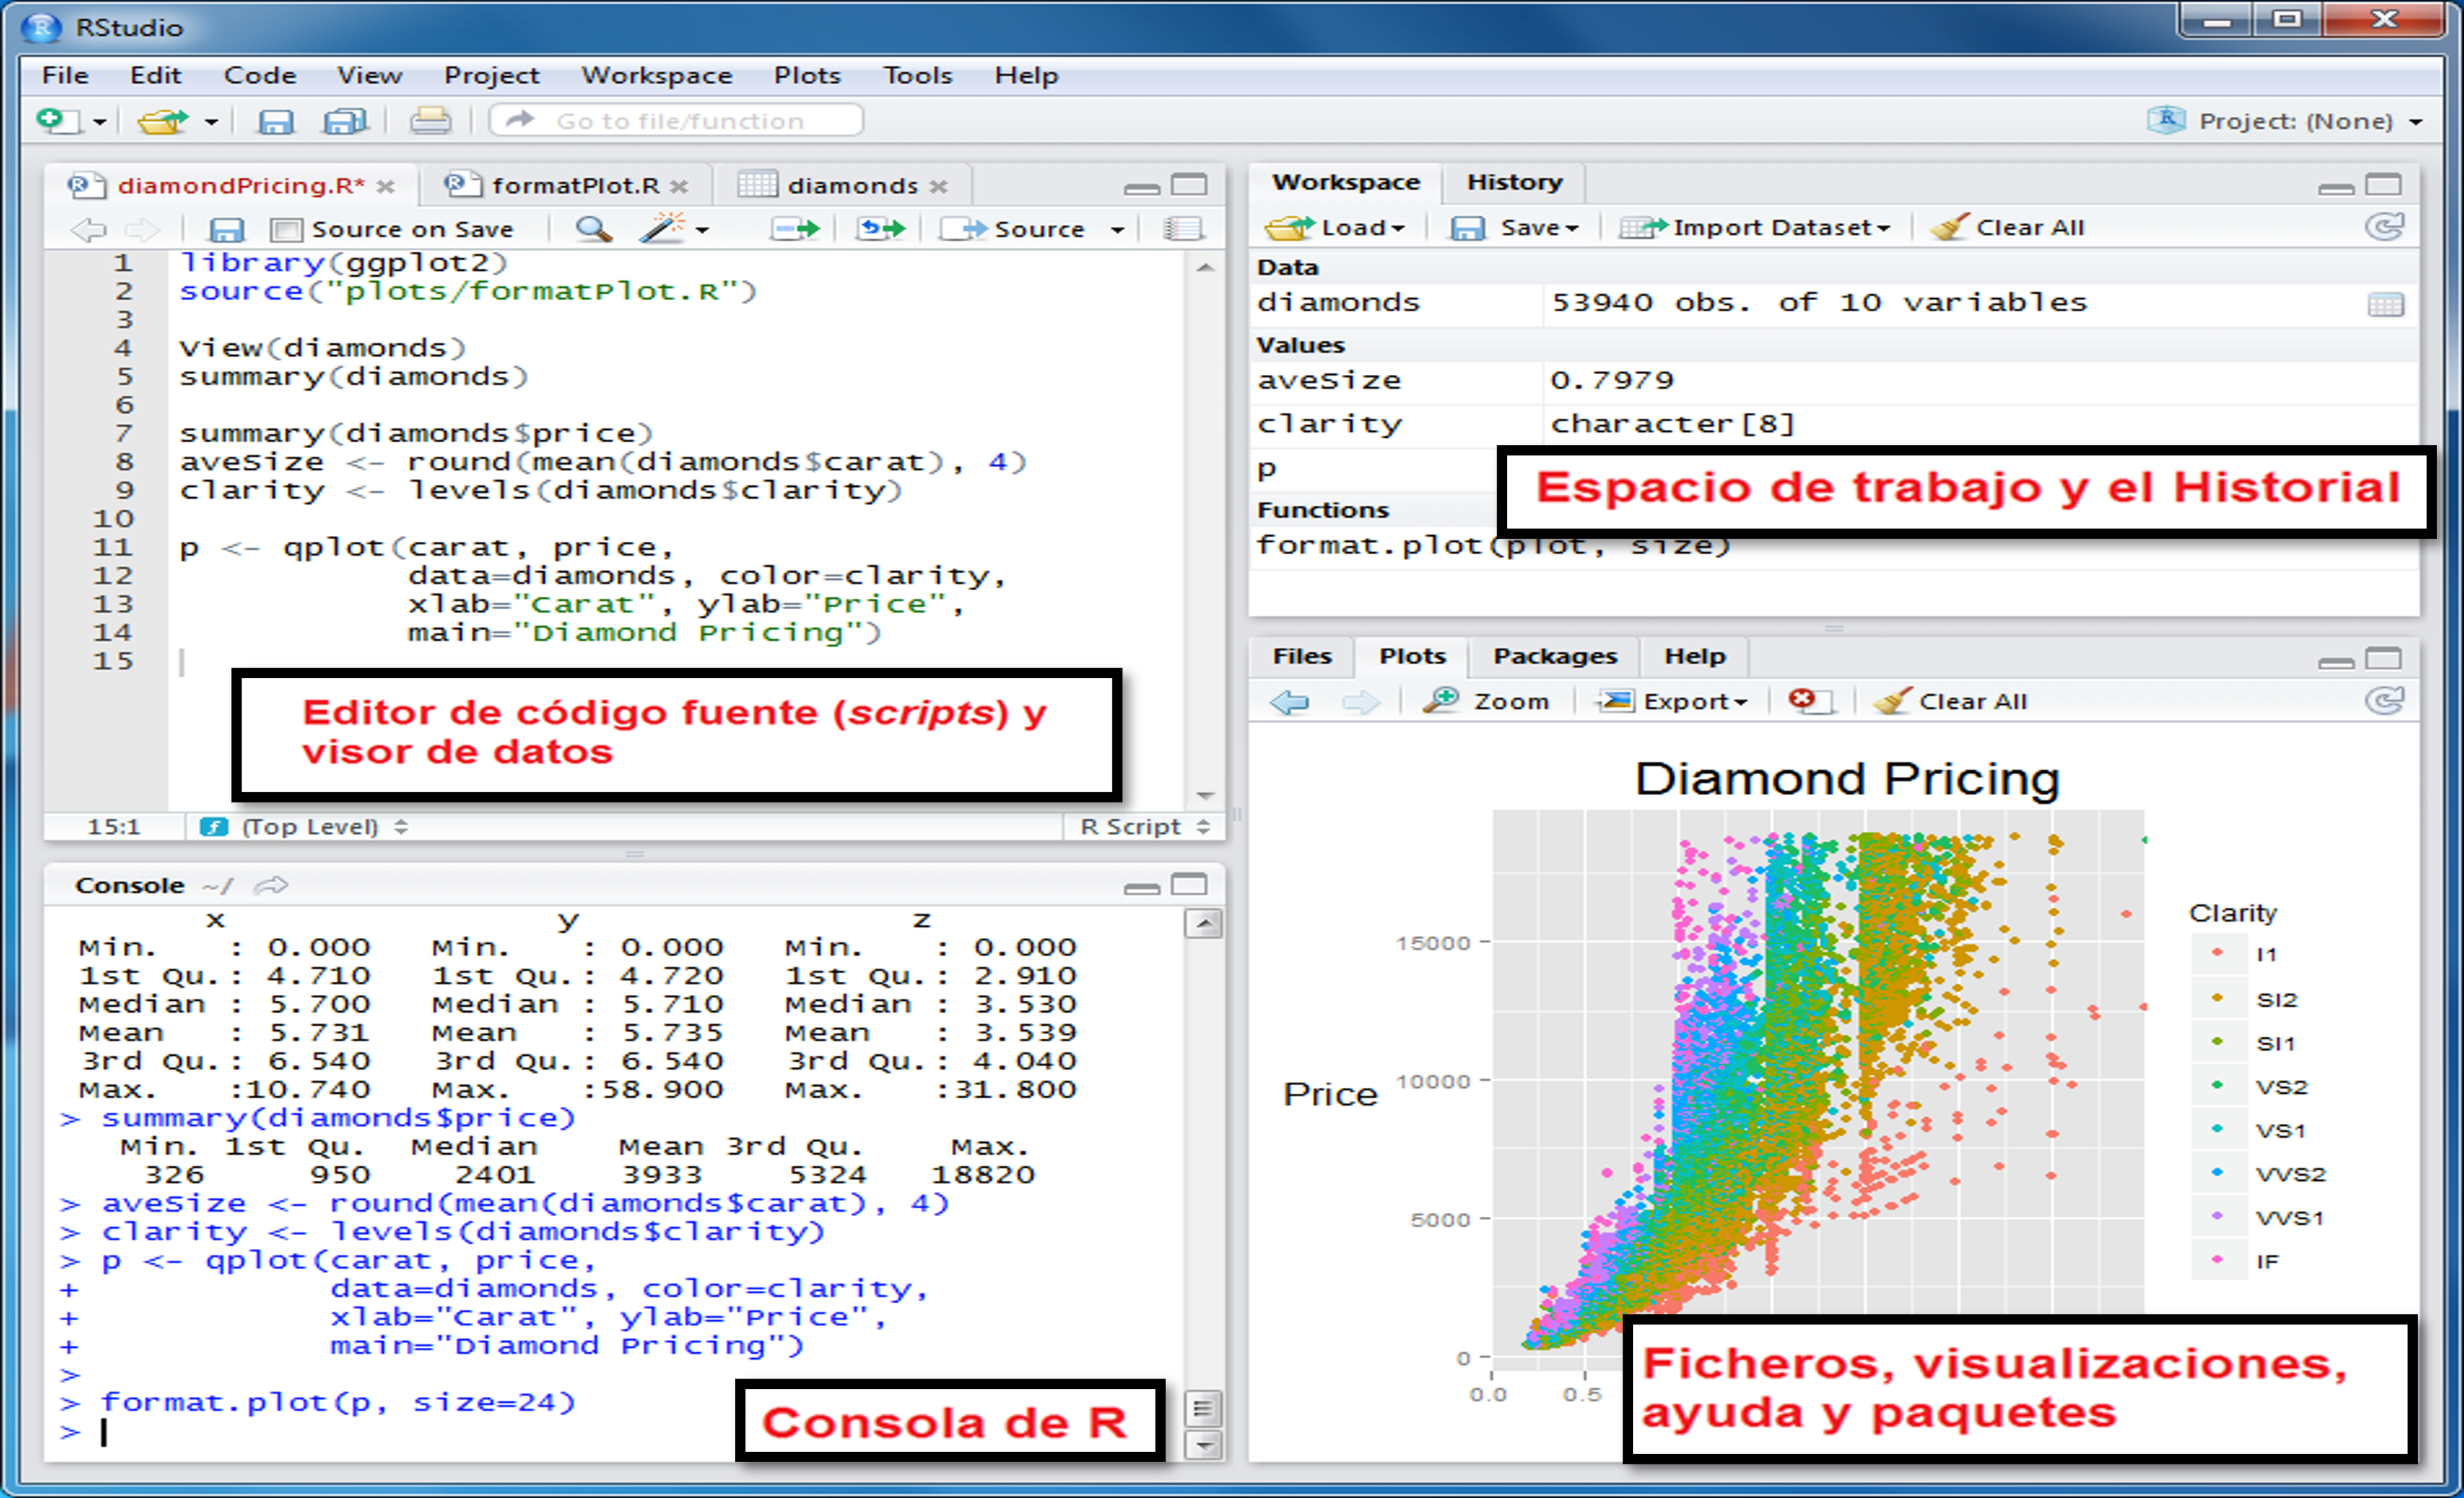 RStudio
File Edit Code View Project Workspace Plots Tools Help
Go to file/function
Project: (None)
diamondPricing.R* formatPlot.R diamonds
Source on Save Source
1 library(ggplot2)
2 source("plots/formatPlot.R")
3
4 View(diamonds)
5 summary(diamonds)
6
7 summary(diamonds$price)
8 aveSize <- round(mean(diamonds$carat), 4)
9 clarity <- levels(diamonds$clarity)
10
11 p <- qplot(carat, price,
12 data=diamonds, color=clarity,
13 xlab="Carat", ylab="Price",
14 main="Diamond Pricing")
15
Editor de código fuente (scripts) y
visor de datos
15:1 (Top Level) R Script
Console ~/
x y z
Min. : 0.000 Min. : 0.000 Min. : 0.000
1st Qu.: 4.710 1st Qu.: 4.720 1st Qu.: 2.910
Median : 5.700 Median : 5.710 Median : 3.530
Mean : 5.731 Mean : 5.735 Mean : 3.539
3rd Qu.: 6.540 3rd Qu.: 6.540 3rd Qu.: 4.040
Max. :10.740 Max. :58.900 Max. :31.800
> summary(diamonds$price)
Min. 1st Qu. Median Mean 3rd Qu. Max.
326 950 2401 3933 5324 18820
> aveSize <- round(mean(diamonds$carat), 4)
> clarity <- levels(diamonds$clarity)
> p <- qplot(carat, price,
+ data=diamonds, color=clarity,
+ xlab="Carat", ylab="Price",
+ main="Diamond Pricing")
>
> format.plot(p, size=24)
>
Consola de R
Workspace History
Load Save Import Dataset Clear All
Data
diamonds 53940 obs. of 10 variables
Values
aveSize 0.7979
clarity character[8]
p
Espacio de trabajo y el Historial
Functions
format.plot(plot, size)
Files Plots Packages Help
Zoom Export Clear All
Diamond Pricing
Price
15000
10000
5000
0
0.0 0.5
Clarity
I1
SI2
SI1
VS2
VS1
VVS2
VVS1
IF
Ficheros, visualizaciones,
ayuda y paquetes